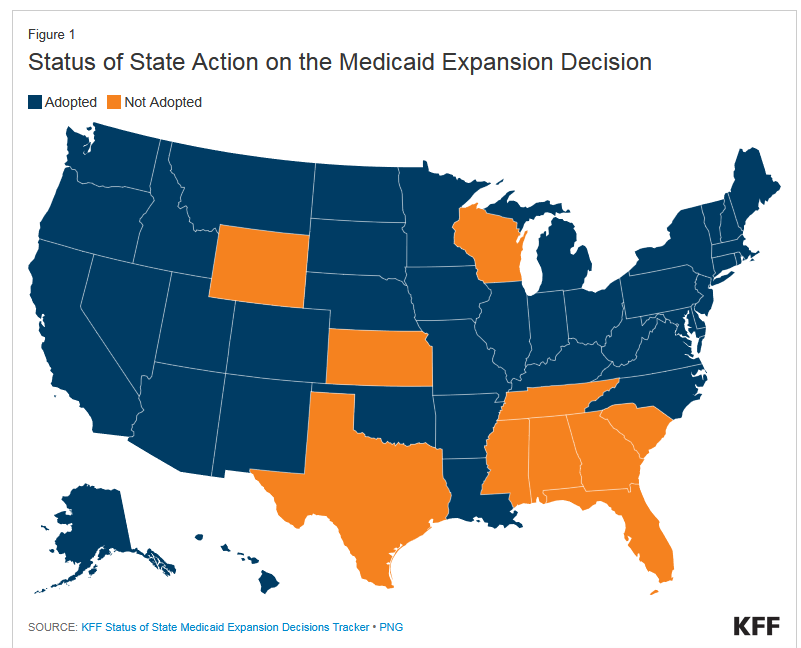 Figure 1
Status of State Action on the Medicaid Expansion Decision
Adopted Not Adopted
SOURCE: KFF Status of State Medicaid Expansion Decisions Tracker • PNG
KFF